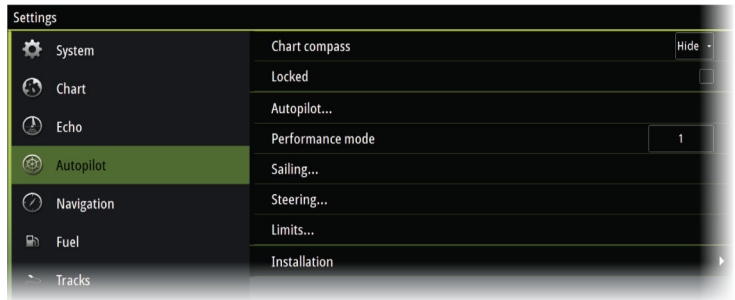 Settings
System
Chart
Echo
Autopilot
Navigation
Fuel
Tracks
Chart compass Hide
Locked
Autopilot...
Performance mode 1
Sailing...
Steering...
Limits...
Installation